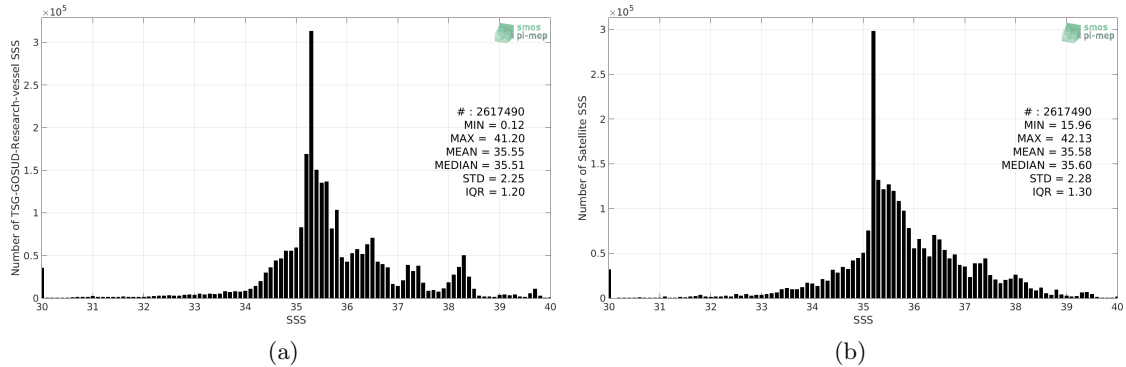 ×10⁵
smos
pi-mep
3
2.5
2
1.5
1
0.5
0
Number of TSG-GOSUD-Research-vessel SSS
# : 2617490
MIN = 0.12
MAX = 41.20
MEAN = 35.55
MEDIAN = 35.51
STD = 2.25
IQR = 1.20
30 31 32 33 34 35 36 37 38 39 40
SSS
(a)
×10⁵
smos
pi-mep
3
2.5
2
1.5
1
0.5
0
Number of Satellite SSS
# : 2617490
MIN = 15.96
MAX = 42.13
MEAN = 35.58
MEDIAN = 35.60
STD = 2.28
IQR = 1.30
30 31 32 33 34 35 36 37 38 39 40
SSS
(b)